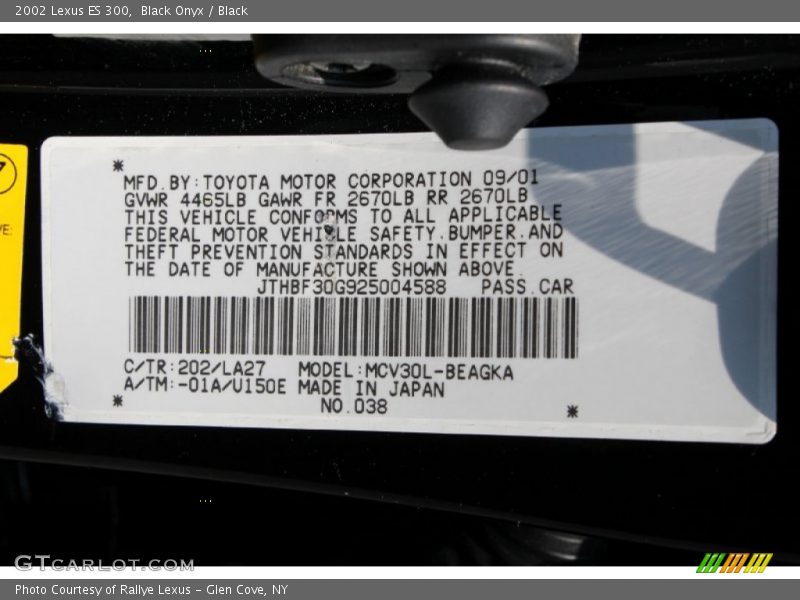 2002 Lexus ES 300, Black Onyx / Black
MFD.BY:TOYOTA MOTOR CORPORATION 09/01
GVWR 4465LB GAWR FR 2670LB RR 2670LB
THIS VEHICLE CONFORMS TO ALL APPLICABLE
FEDERAL MOTOR VEHICLE SAFETY.BUMPER.AND
THEFT PREVENTION STANDARDS IN EFFECT ON
THE DATE OF MANUFACTURE SHOWN ABOVE.
JTHBF30G925004588 PASS.CAR
C/TR:202/LA27 MODEL:MCV30L-BEAGKA
A/TM:-01A/U150E MADE IN JAPAN
NO.038
GTCARLOT.COM
Photo Courtesy of Rallye Lexus - Glen Cove, NY